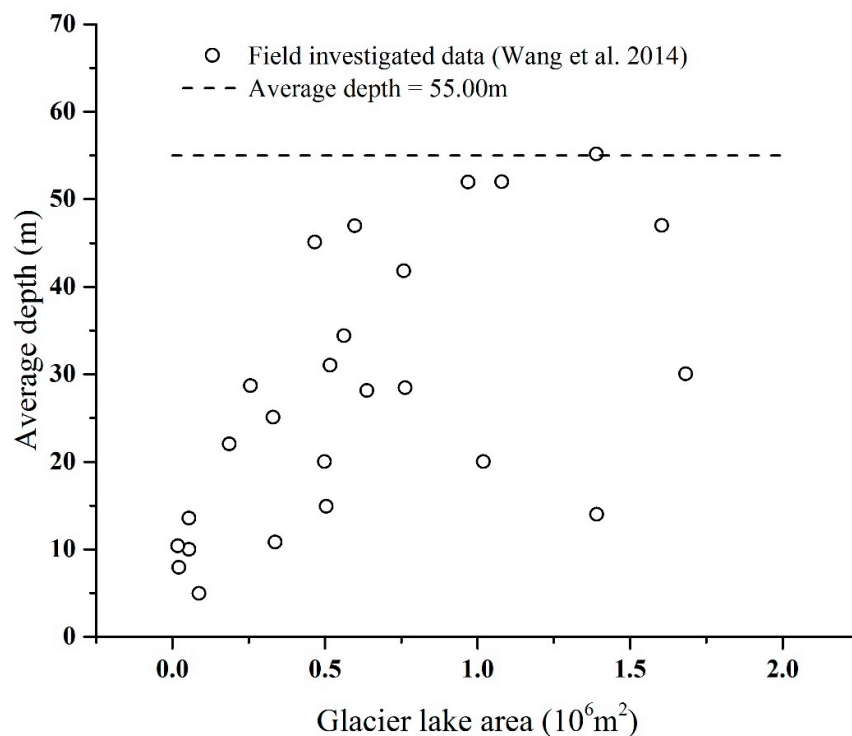 70
60
50
40
30
20
10
0
Average depth (m)
Field investigated data (Wang et al. 2014)
Average depth = 55.00m
0.0 0.5 1.0 1.5 2.0
Glacier lake area (10⁶m²)